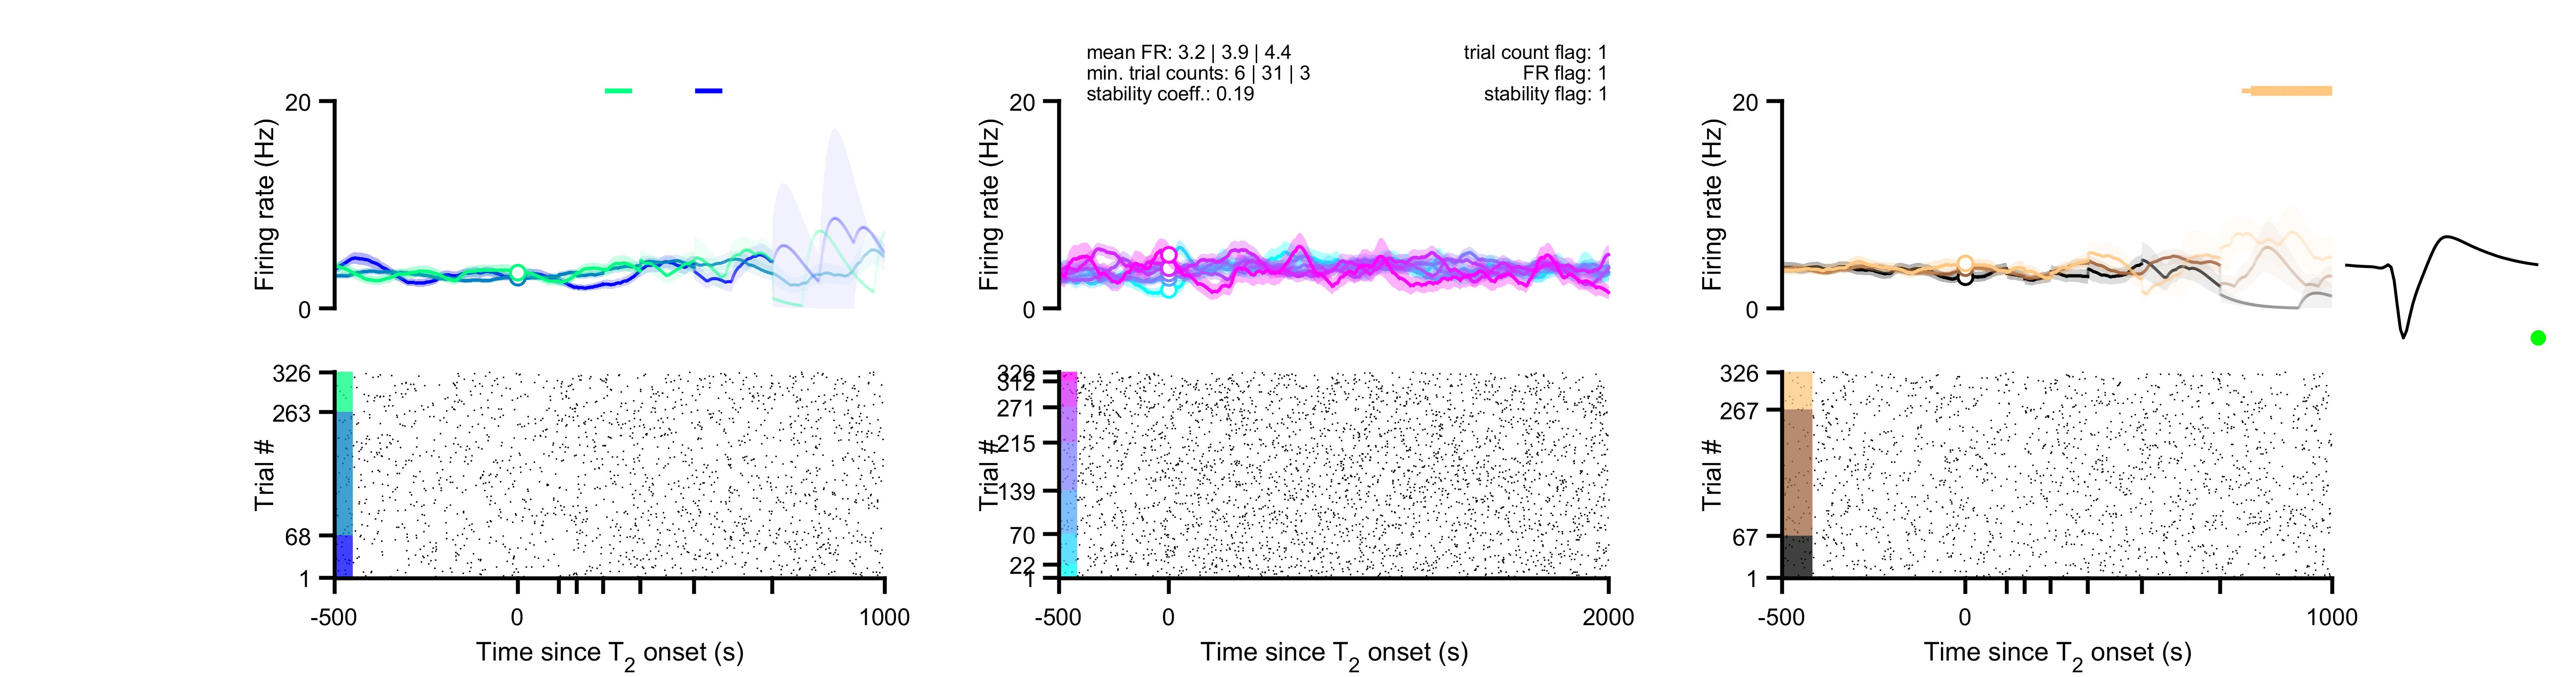 mean FR: 3.2 | 3.9 | 4.4
min. trial counts: 6 | 31 | 3
stability coeff.: 0.19
trial count flag: 1
FR flag: 1
stability flag: 1
20
Firing rate (Hz)
0
20
Firing rate (Hz)
0
20
Firing rate (Hz)
0
326
263
Trial #
68
1
-500
0
1000
Time since T2 onset (s)
326
312
271
215
Trial #
139
70
22
1
-500
0
2000
Time since T2 onset (s)
326
267
Trial #
67
1
-500
0
1000
Time since T2 onset (s)